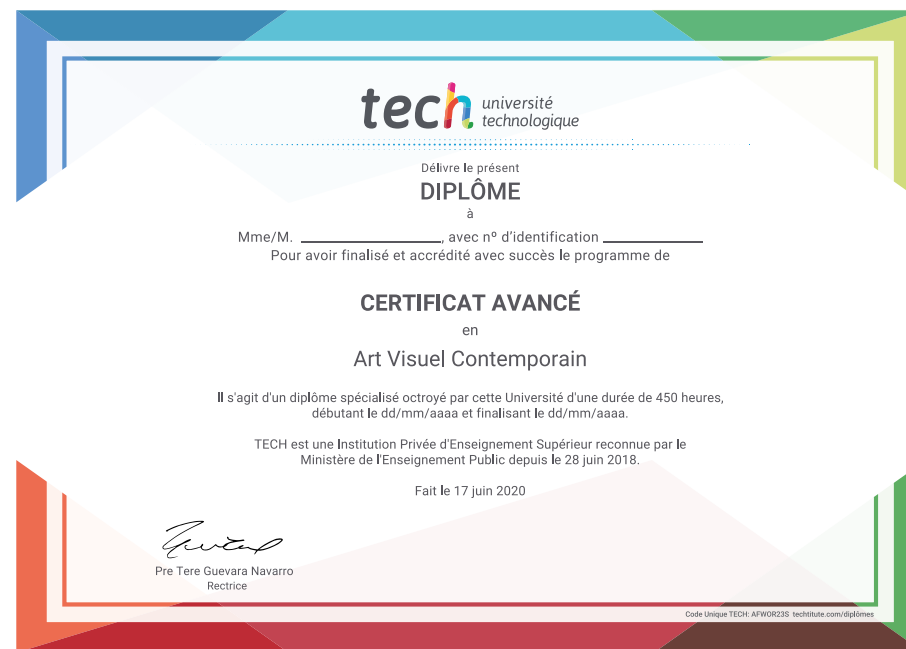 tech université
technologique
Délivre le présent
DIPLÔME
à
Mme/M. ____________________, avec nº d'identification ______________
Pour avoir finalisé et accrédité avec succès le programme de
CERTIFICAT AVANCÉ
en
Art Visuel Contemporain
Il s'agit d'un diplôme spécialisé octroyé par cette Université d'une durée de 450 heures,
débutant le dd/mm/aaaa et finalisant le dd/mm/aaaa.
TECH est une Institution Privée d'Enseignement Supérieur reconnue par le
Ministère de l'Enseignement Public depuis le 28 juin 2018.
Fait le 17 juin 2020
Pre Tere Guevara Navarro
Rectrice
Code Unique TECH: AFWOR23S techtitute.com/diplômes